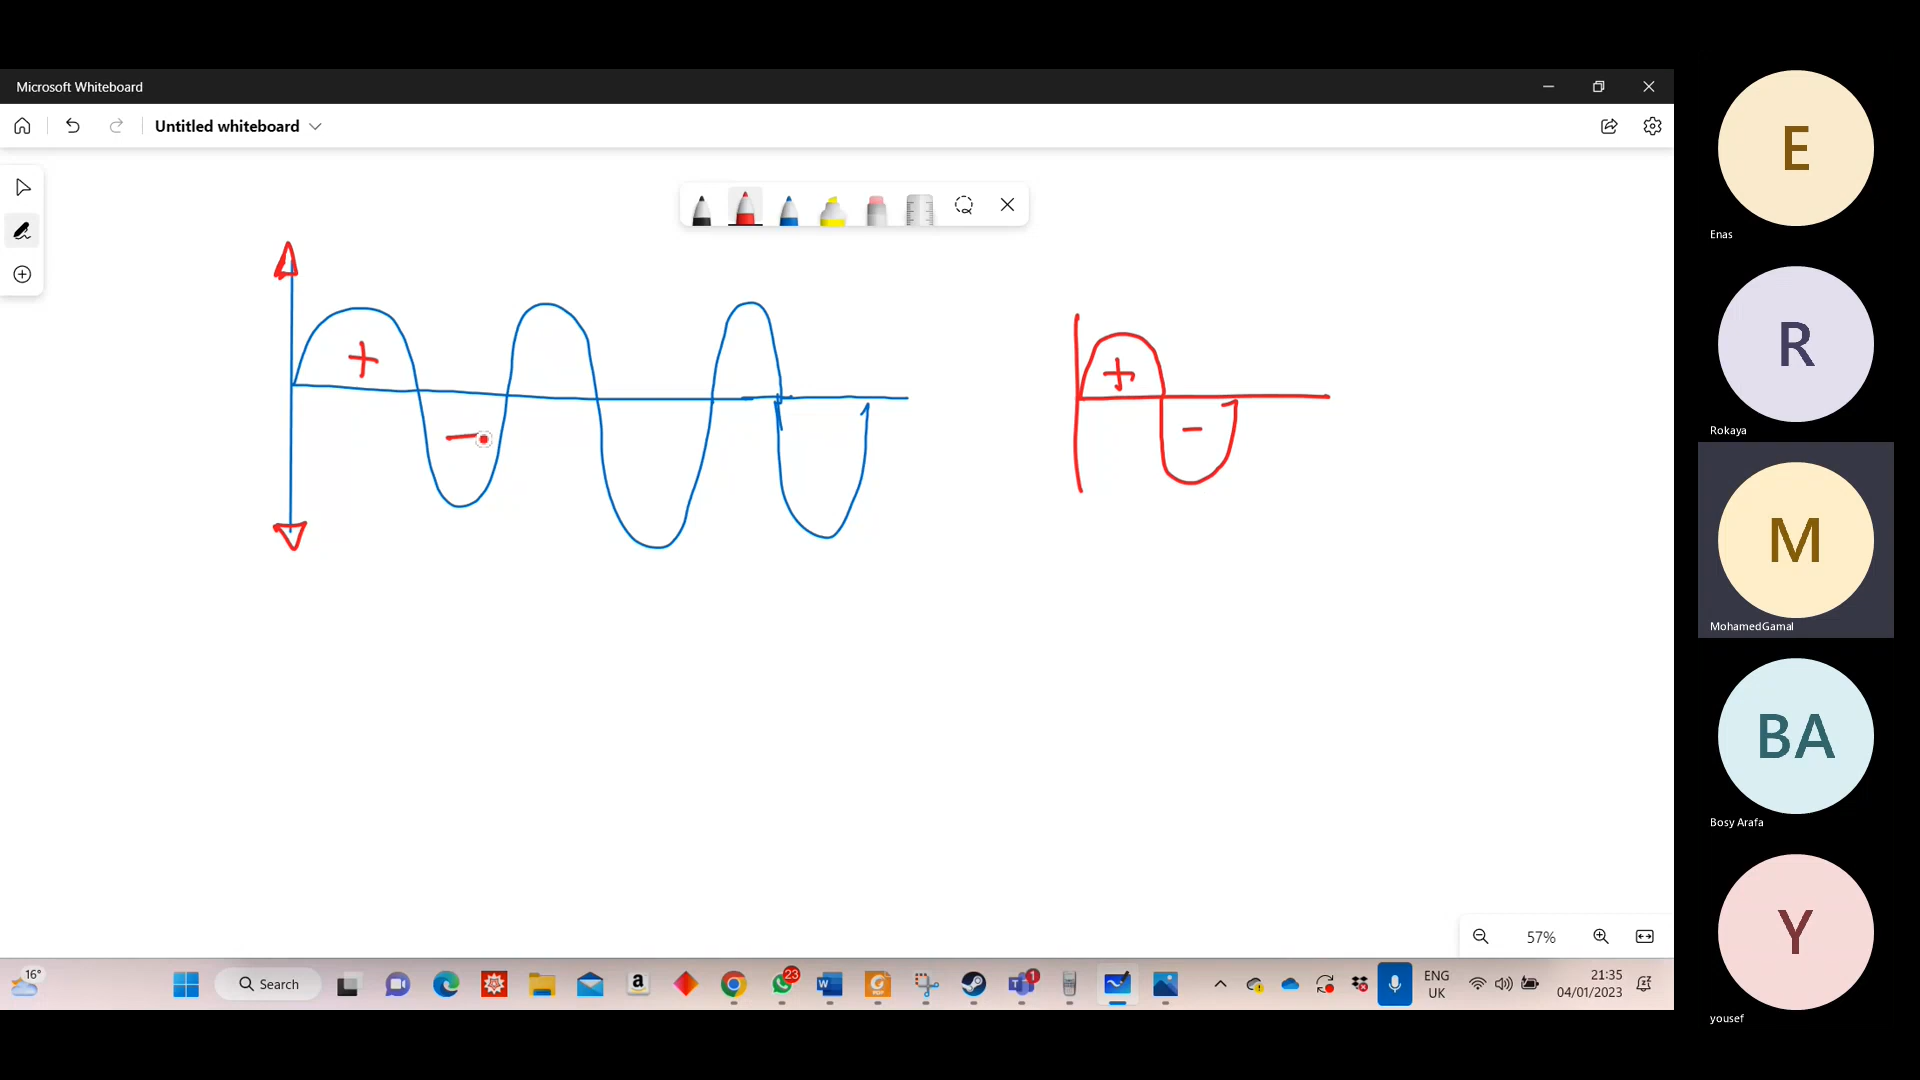 Microsoft Whiteboard
Untitled whiteboard
+
-
+
-
57%
E
Enas
R
Rokaya
M
MohamedGamal
BA
Bosy Arafa
Y
yousef
16°
Search
a
23
W
1
ENG
UK
21:35
04/01/2023